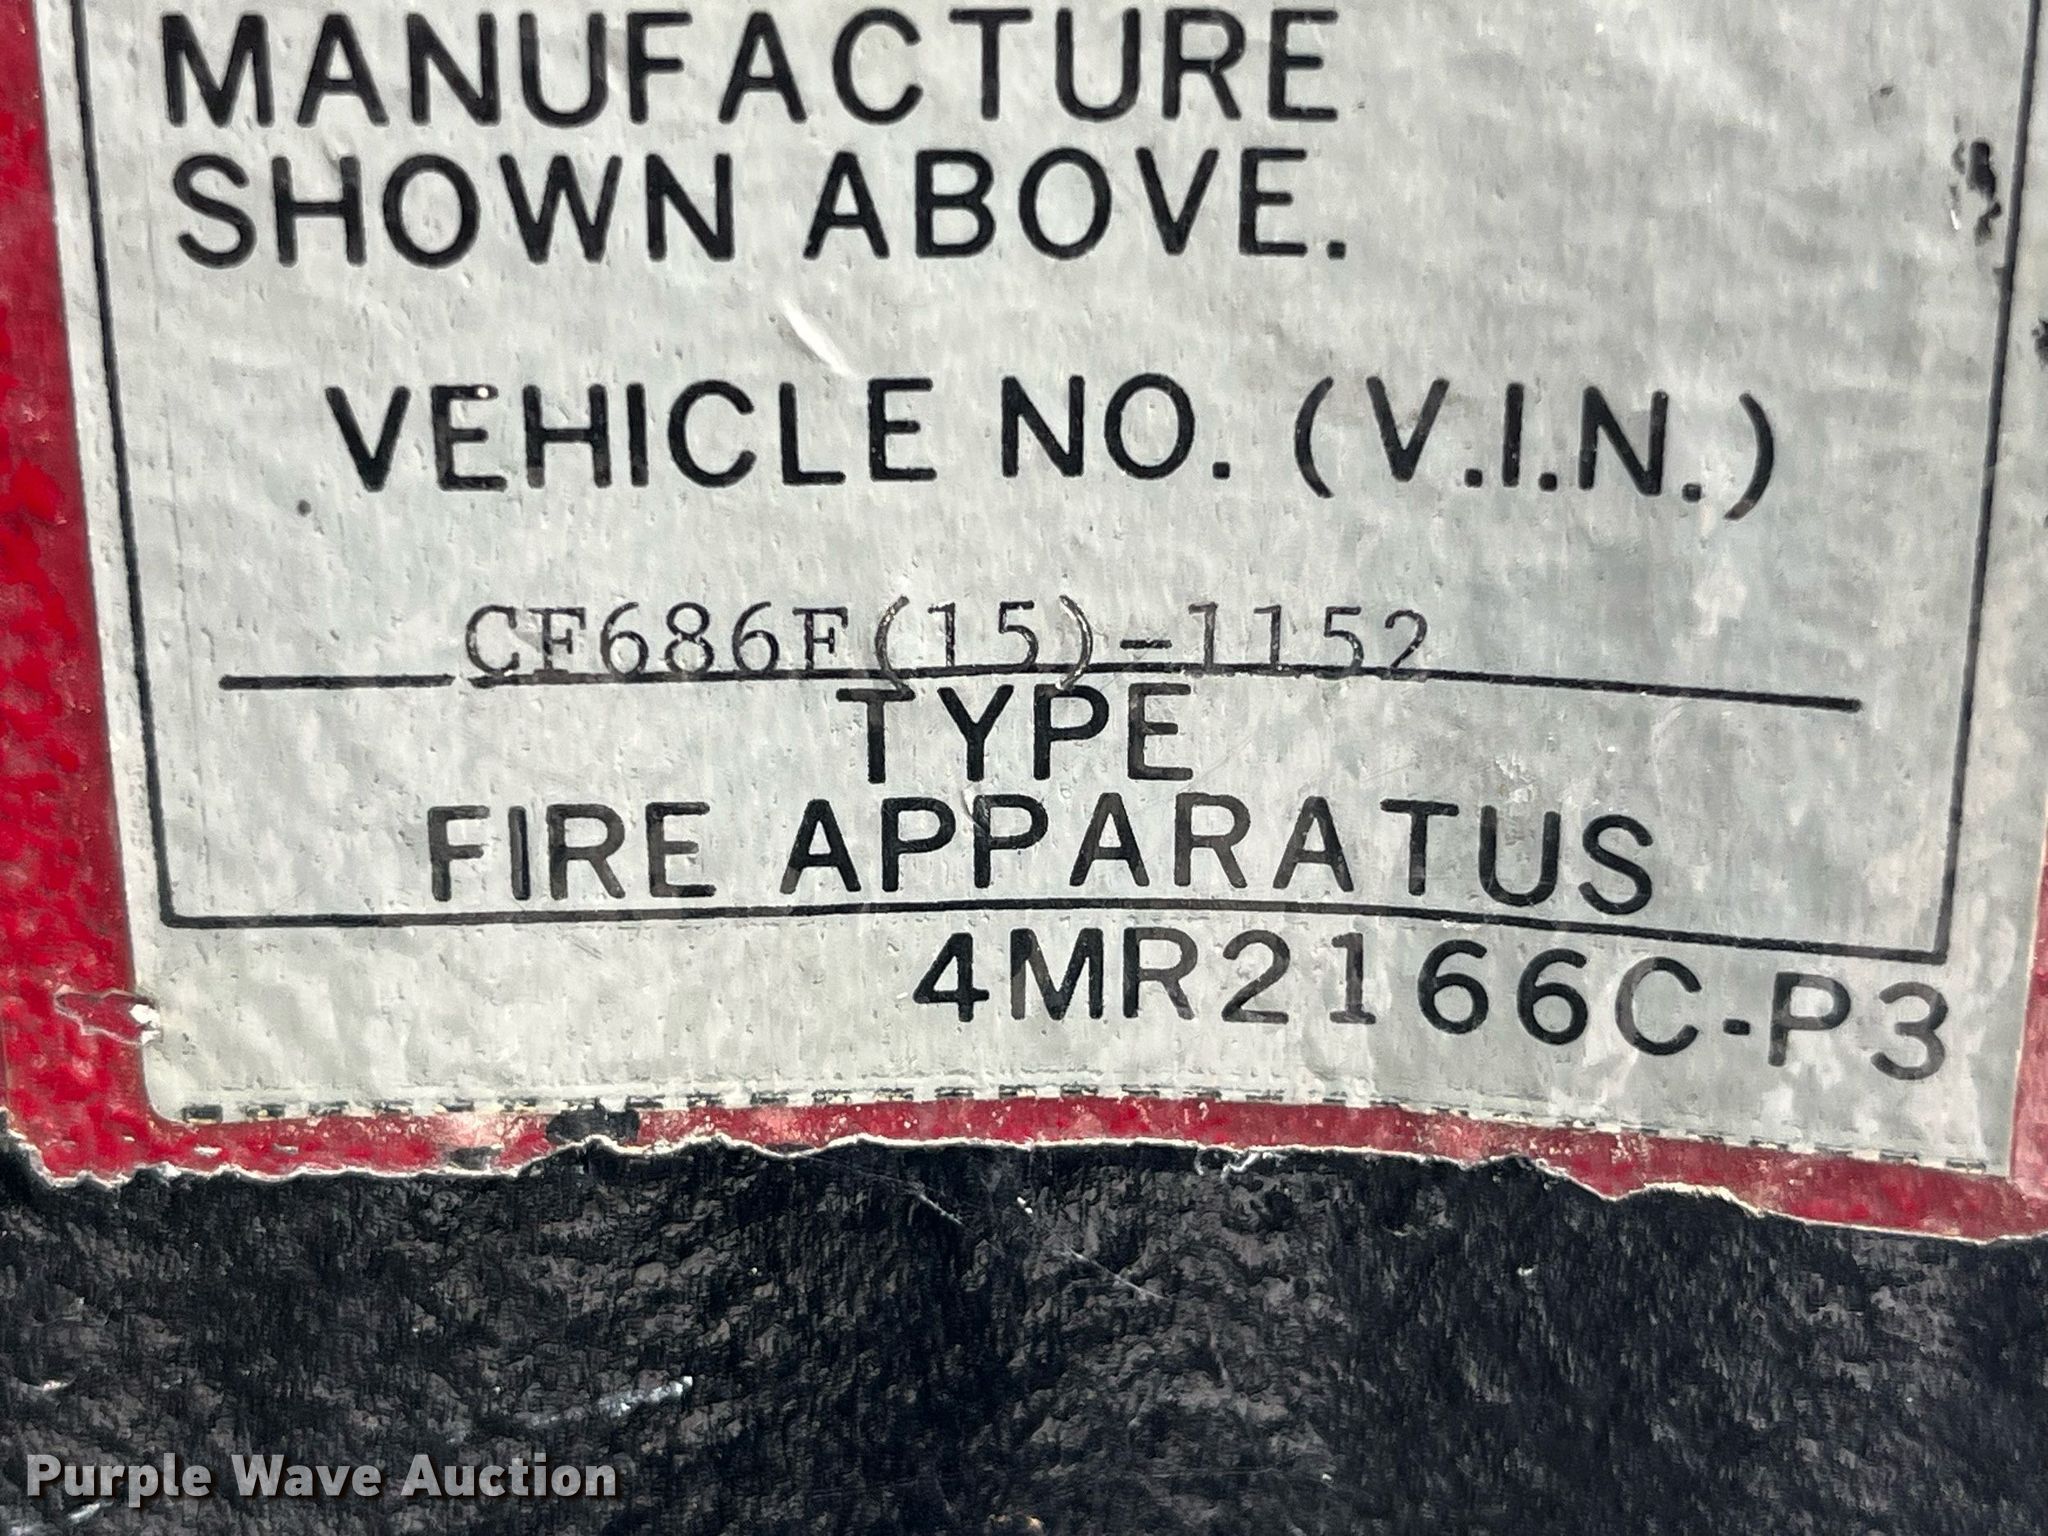 MANUFACTURE
SHOWN ABOVE.
VEHICLE NO. (V.I.N.)
CF686F(15)-1152
TYPE
FIRE APPARATUS
4MR2166C-P3
Purple Wave Auction